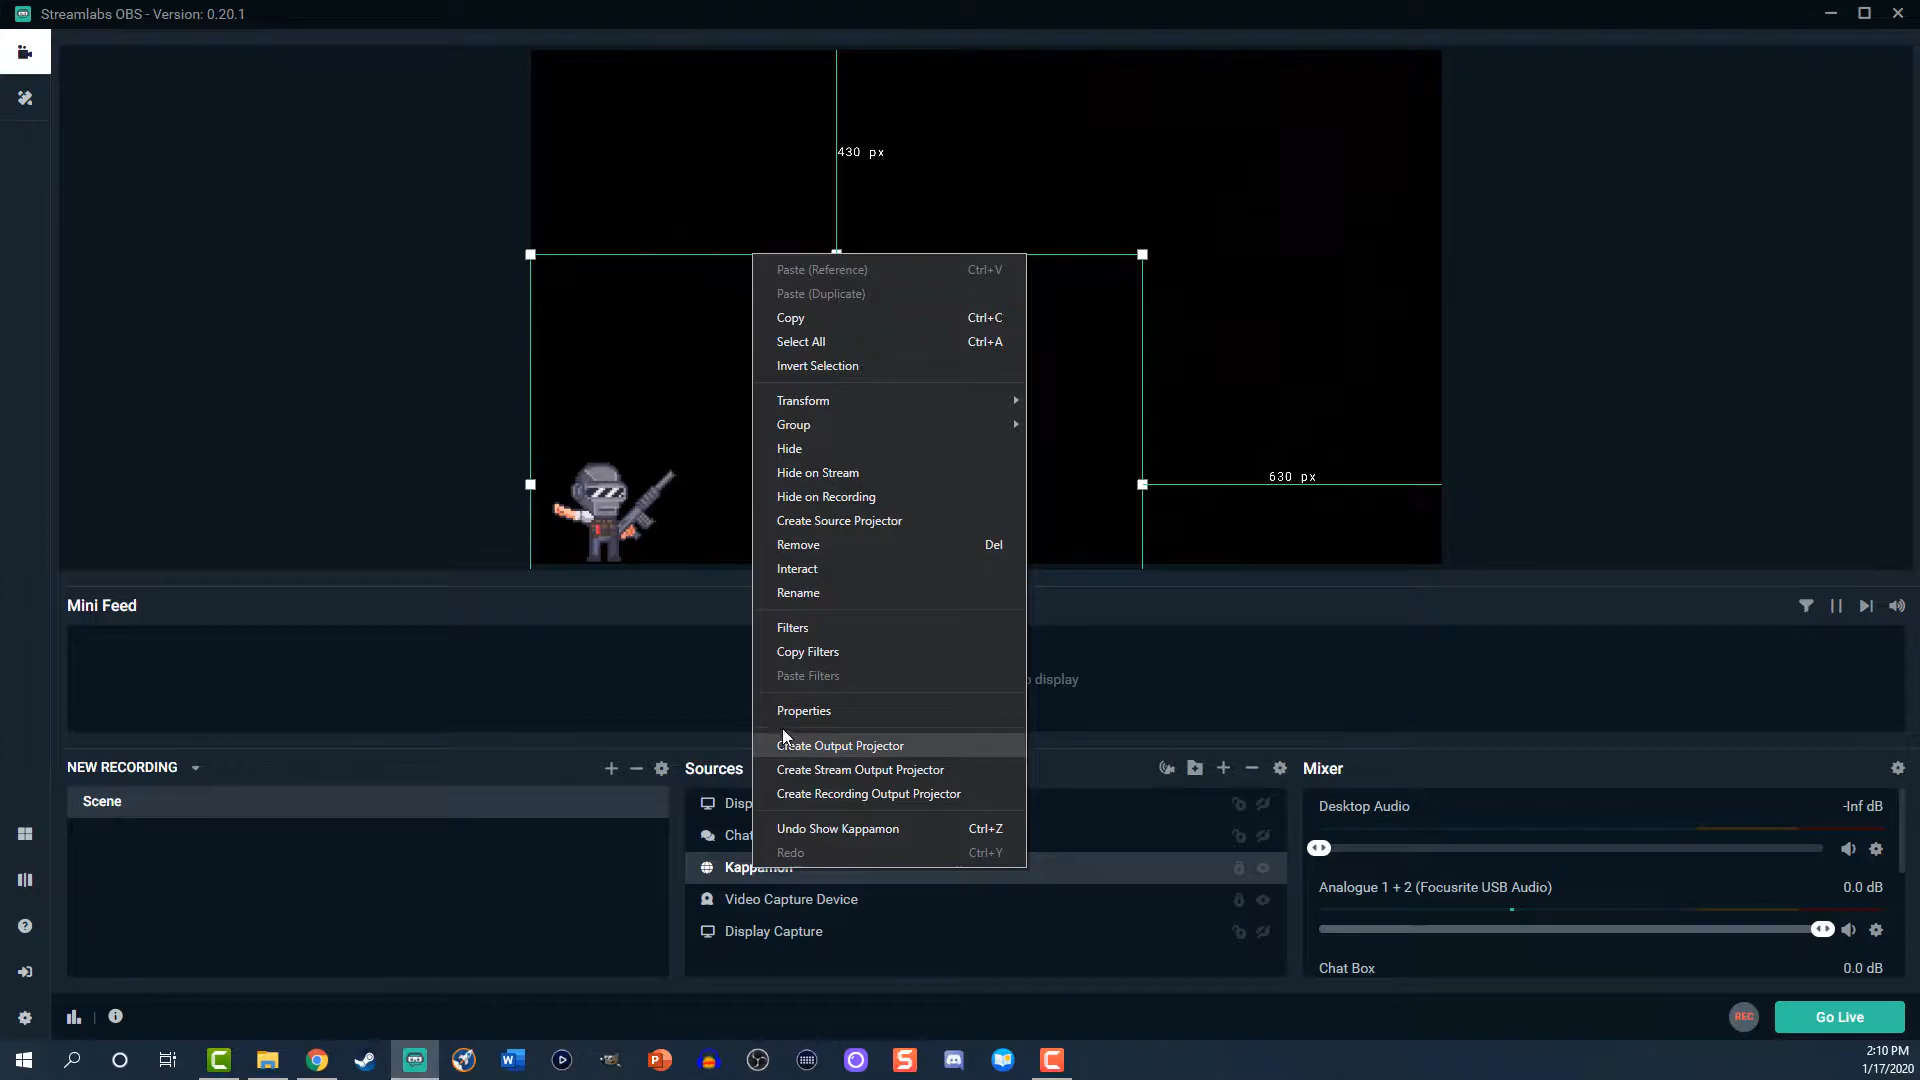 Streamlabs OBS - Version: 0.20.1
430 px
Paste (Reference) Ctrl+V
Paste (Duplicate)
Copy Ctrl+C
Select All Ctrl+A
Invert Selection
Transform
Group
Hide
Hide on Stream
630 px
Hide on Recording
Create Source Projector
Remove Del
Interact
Rename
Mini Feed
Filters
Copy Filters
Paste Filters
display
Properties
Create Output Projector
Create Stream Output Projector
Create Recording Output Projector
Undo Show Kappamon Ctrl+Z
Redo Ctrl+Y
NEW RECORDING
Scene
Sources
Disp
Chat
Kappamon
Video Capture Device
Display Capture
Mixer
Desktop Audio -Inf dB
Analogue 1 + 2 (Focusrite USB Audio) 0.0 dB
Chat Box 0.0 dB
REC
Go Live
2:10 PM
1/17/2020